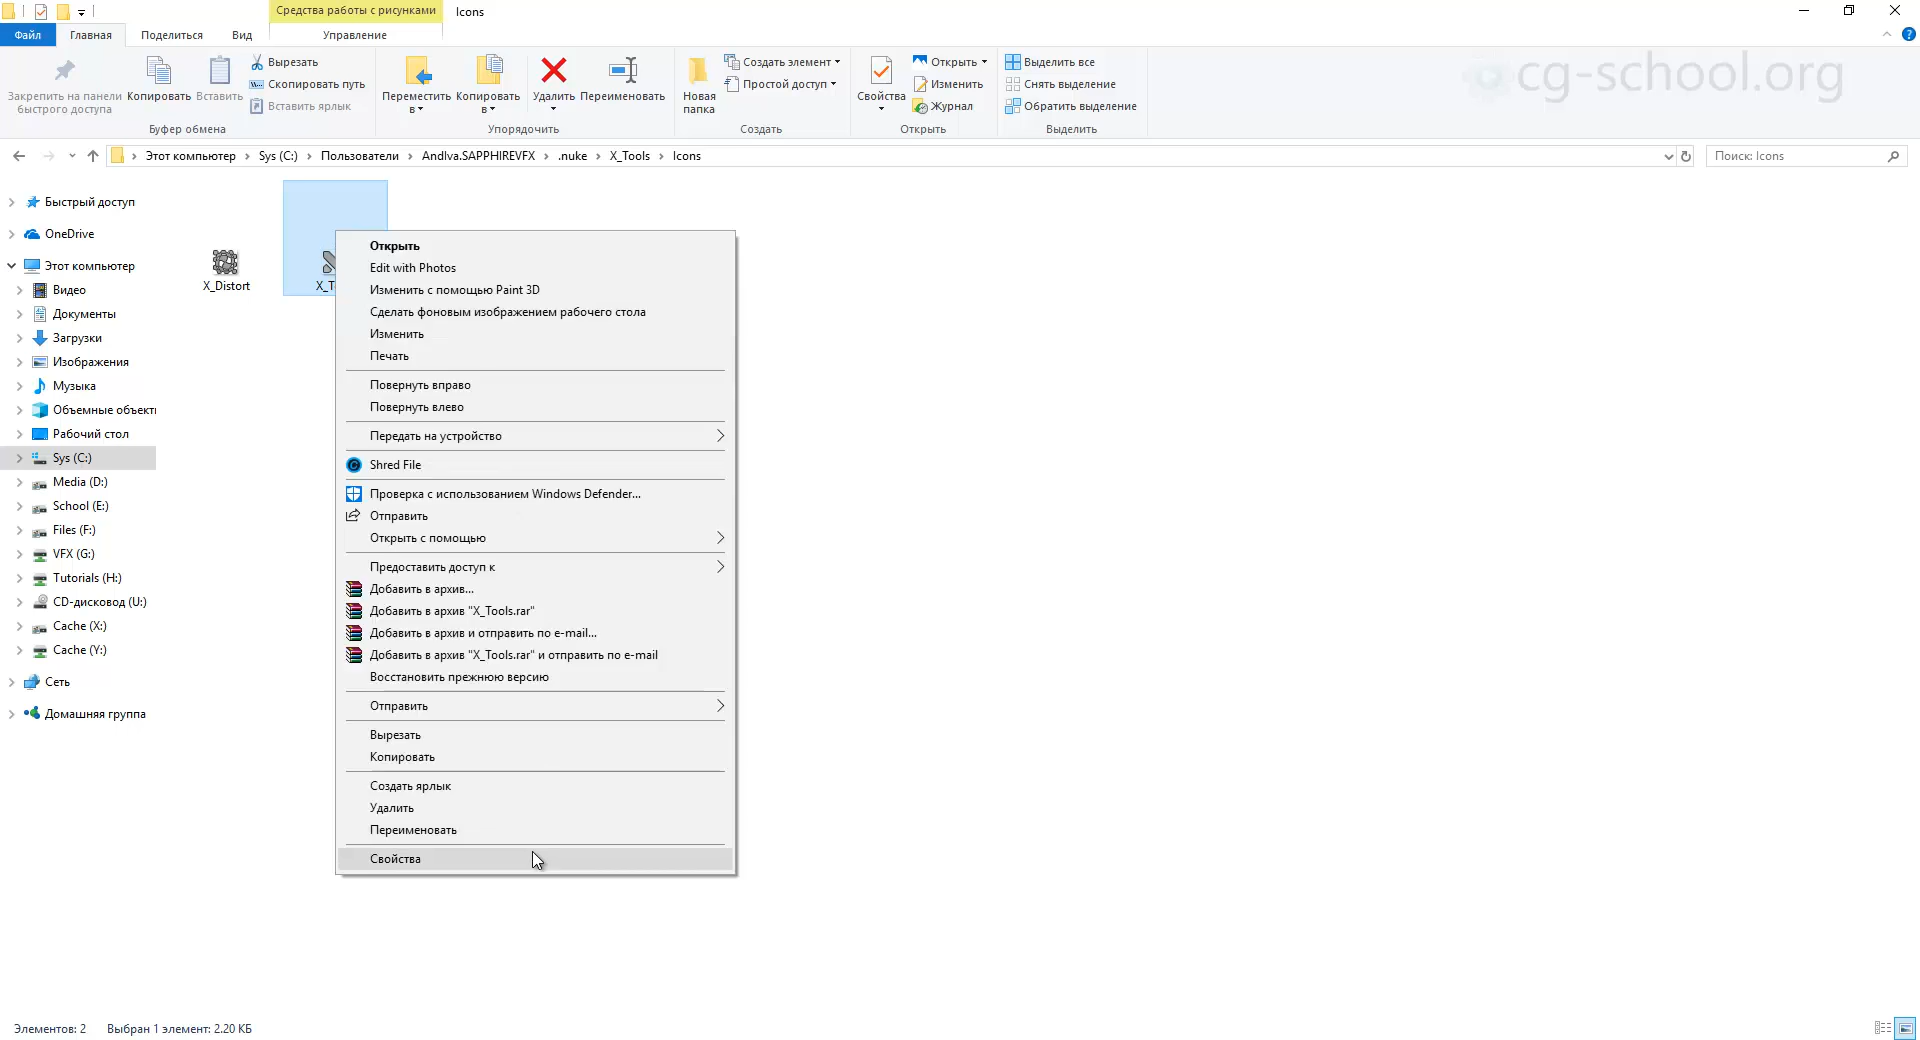 Средства работы с рисунками
Icons
Файл
Главная
Поделиться
Вид
Управление
?
Закрепить на панели
быстрого доступа
Копировать
Вставить
Вырезать
Скопировать путь
Вставить ярлык
Буфер обмена
Переместить
в
Копировать
в
Удалить
Переименовать
Упорядочить
Новая
папка
Создать элемент
Простой доступ
Создать
Свойства
Открыть
Изменить
Журнал
Открыть
Выделить все
Снять выделение
Обратить выделение
Выделить
cg-school.org
Этот компьютер
Sys (C:)
Пользователи
AndIva.SAPPHIREVFX
.nuke
X_Tools
Icons
Поиск: Icons
Быстрый доступ
OneDrive
Этот компьютер
Видео
Документы
Загрузки
Изображения
Музыка
Объемные объект
Рабочий стол
Sys (C:)
Media (D:)
School (E:)
Files (F:)
VFX (G:)
Tutorials (H:)
CD-дисковод (U:)
Cache (X:)
Cache (Y:)
Сеть
Домашняя группа
X_Distort
X_T
Открыть
Edit with Photos
Изменить с помощью Paint 3D
Сделать фоновым изображением рабочего стола
Изменить
Печать
Повернуть вправо
Повернуть влево
Передать на устройство
Shred File
Проверка с использованием Windows Defender...
Отправить
Открыть с помощью
Предоставить доступ к
Добавить в архив...
Добавить в архив "X_Tools.rar"
Добавить в архив и отправить по e-mail...
Добавить в архив "X_Tools.rar" и отправить по e-mail
Восстановить прежнюю версию
Отправить
Вырезать
Копировать
Создать ярлык
Удалить
Переименовать
Свойства
Элементов: 2
Выбран 1 элемент: 2.20 КБ